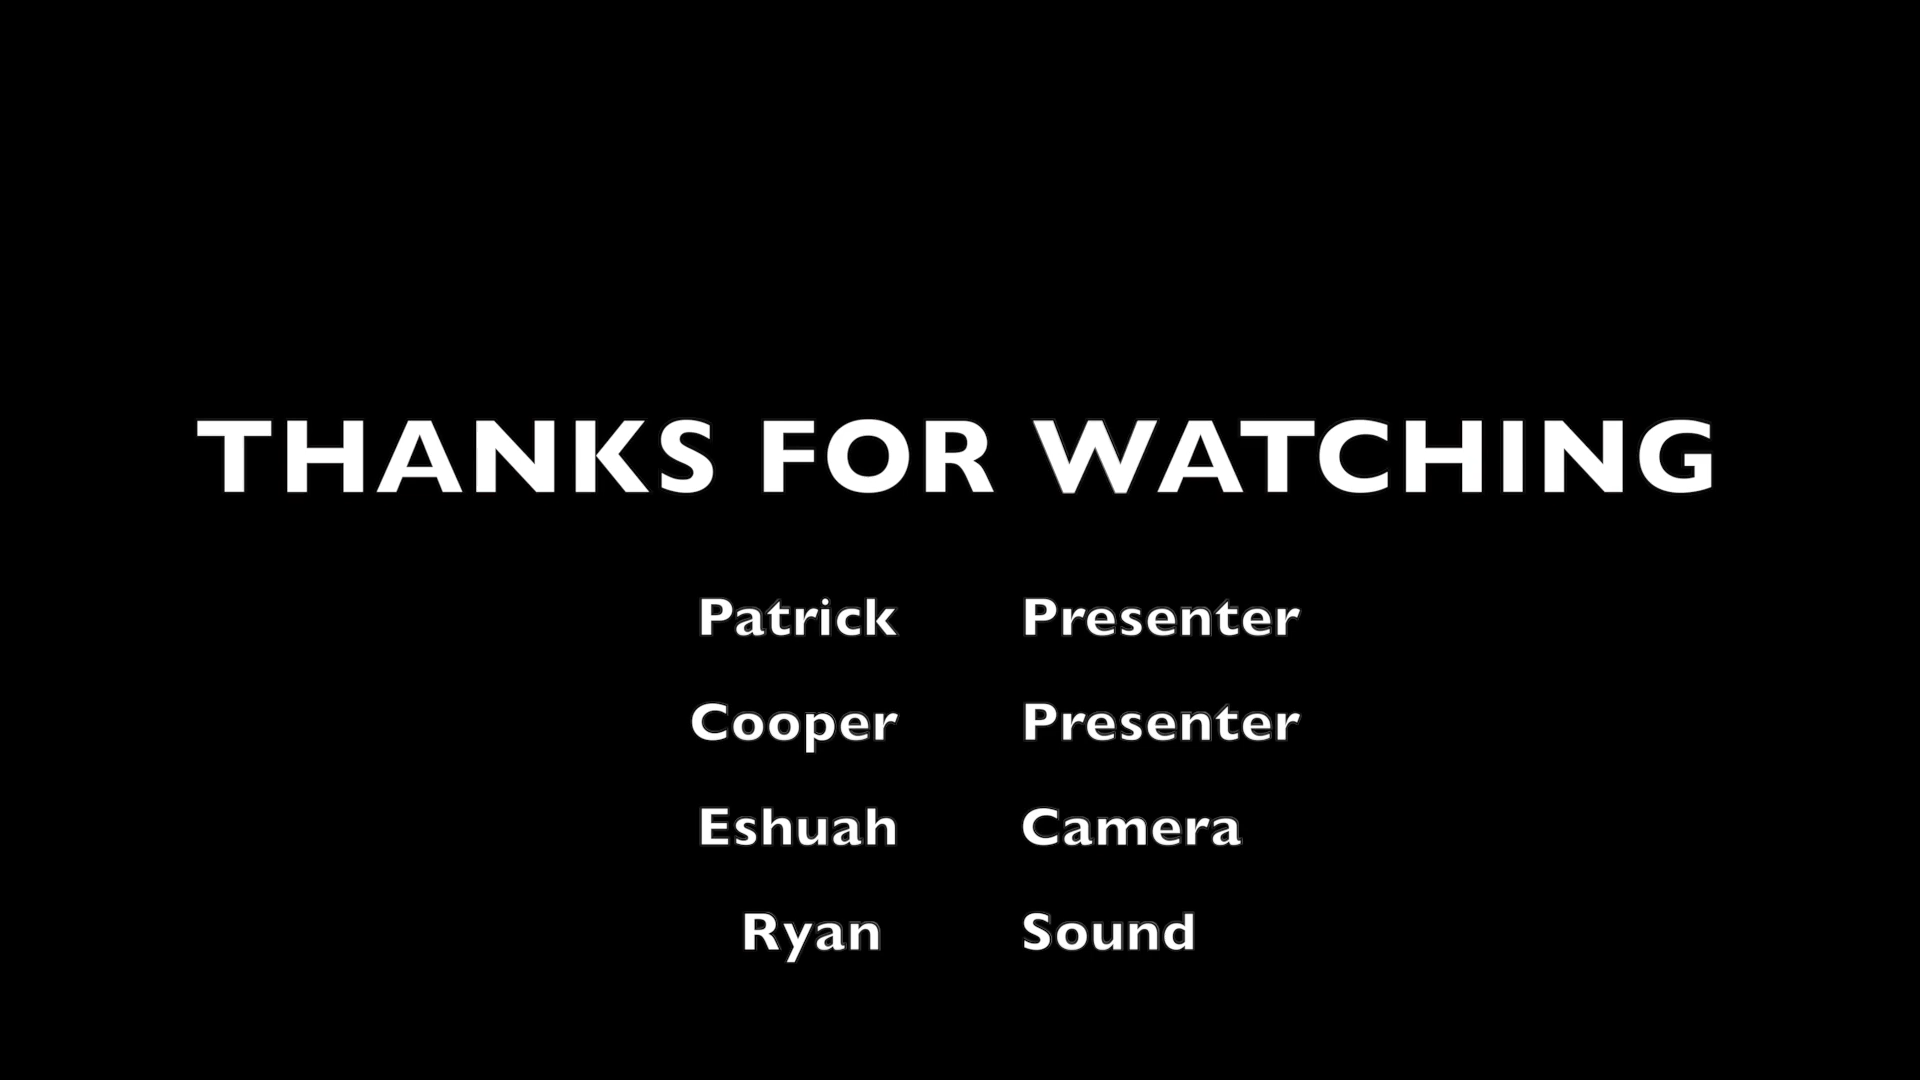 THANKS FOR WATCHING
Patrick Presenter
Cooper Presenter
Eshuah Camera
Ryan Sound